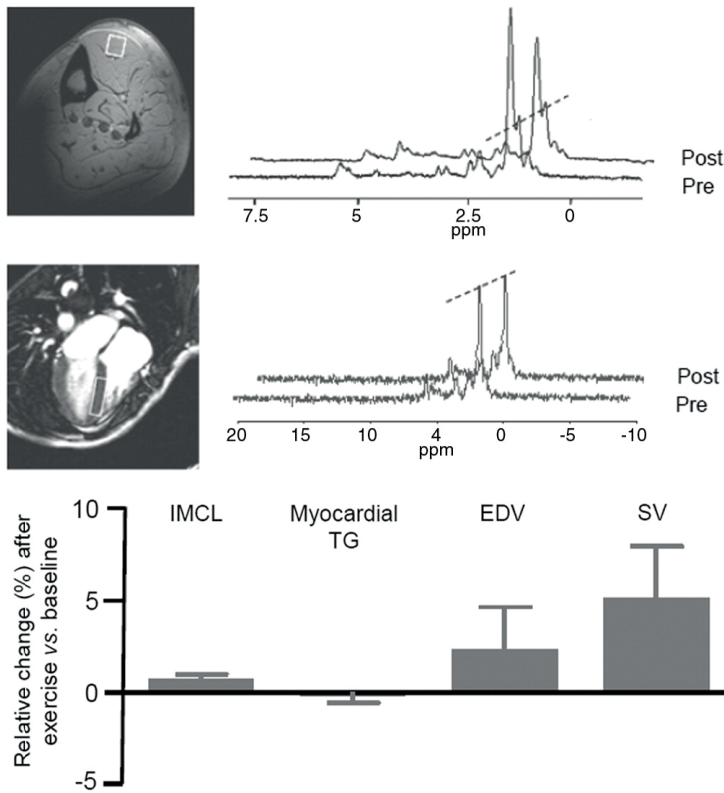 Post
Pre
7.5 5 2.5 0
ppm
Post
Pre
20 15 10 4 0 -5 -10
ppm
Relative change (%) after
exercise vs. baseline
10
5
0
-5
IMCL
Myocardial
TG
EDV
SV